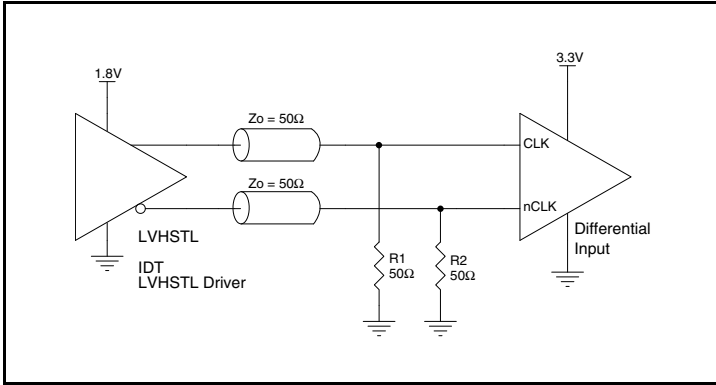 1.8V
3.3V
Zo = 50Ω
CLK
Zo = 50Ω
nCLK
LVHSTL
IDT
LVHSTL Driver
R1
50Ω
R2
50Ω
Differential
Input